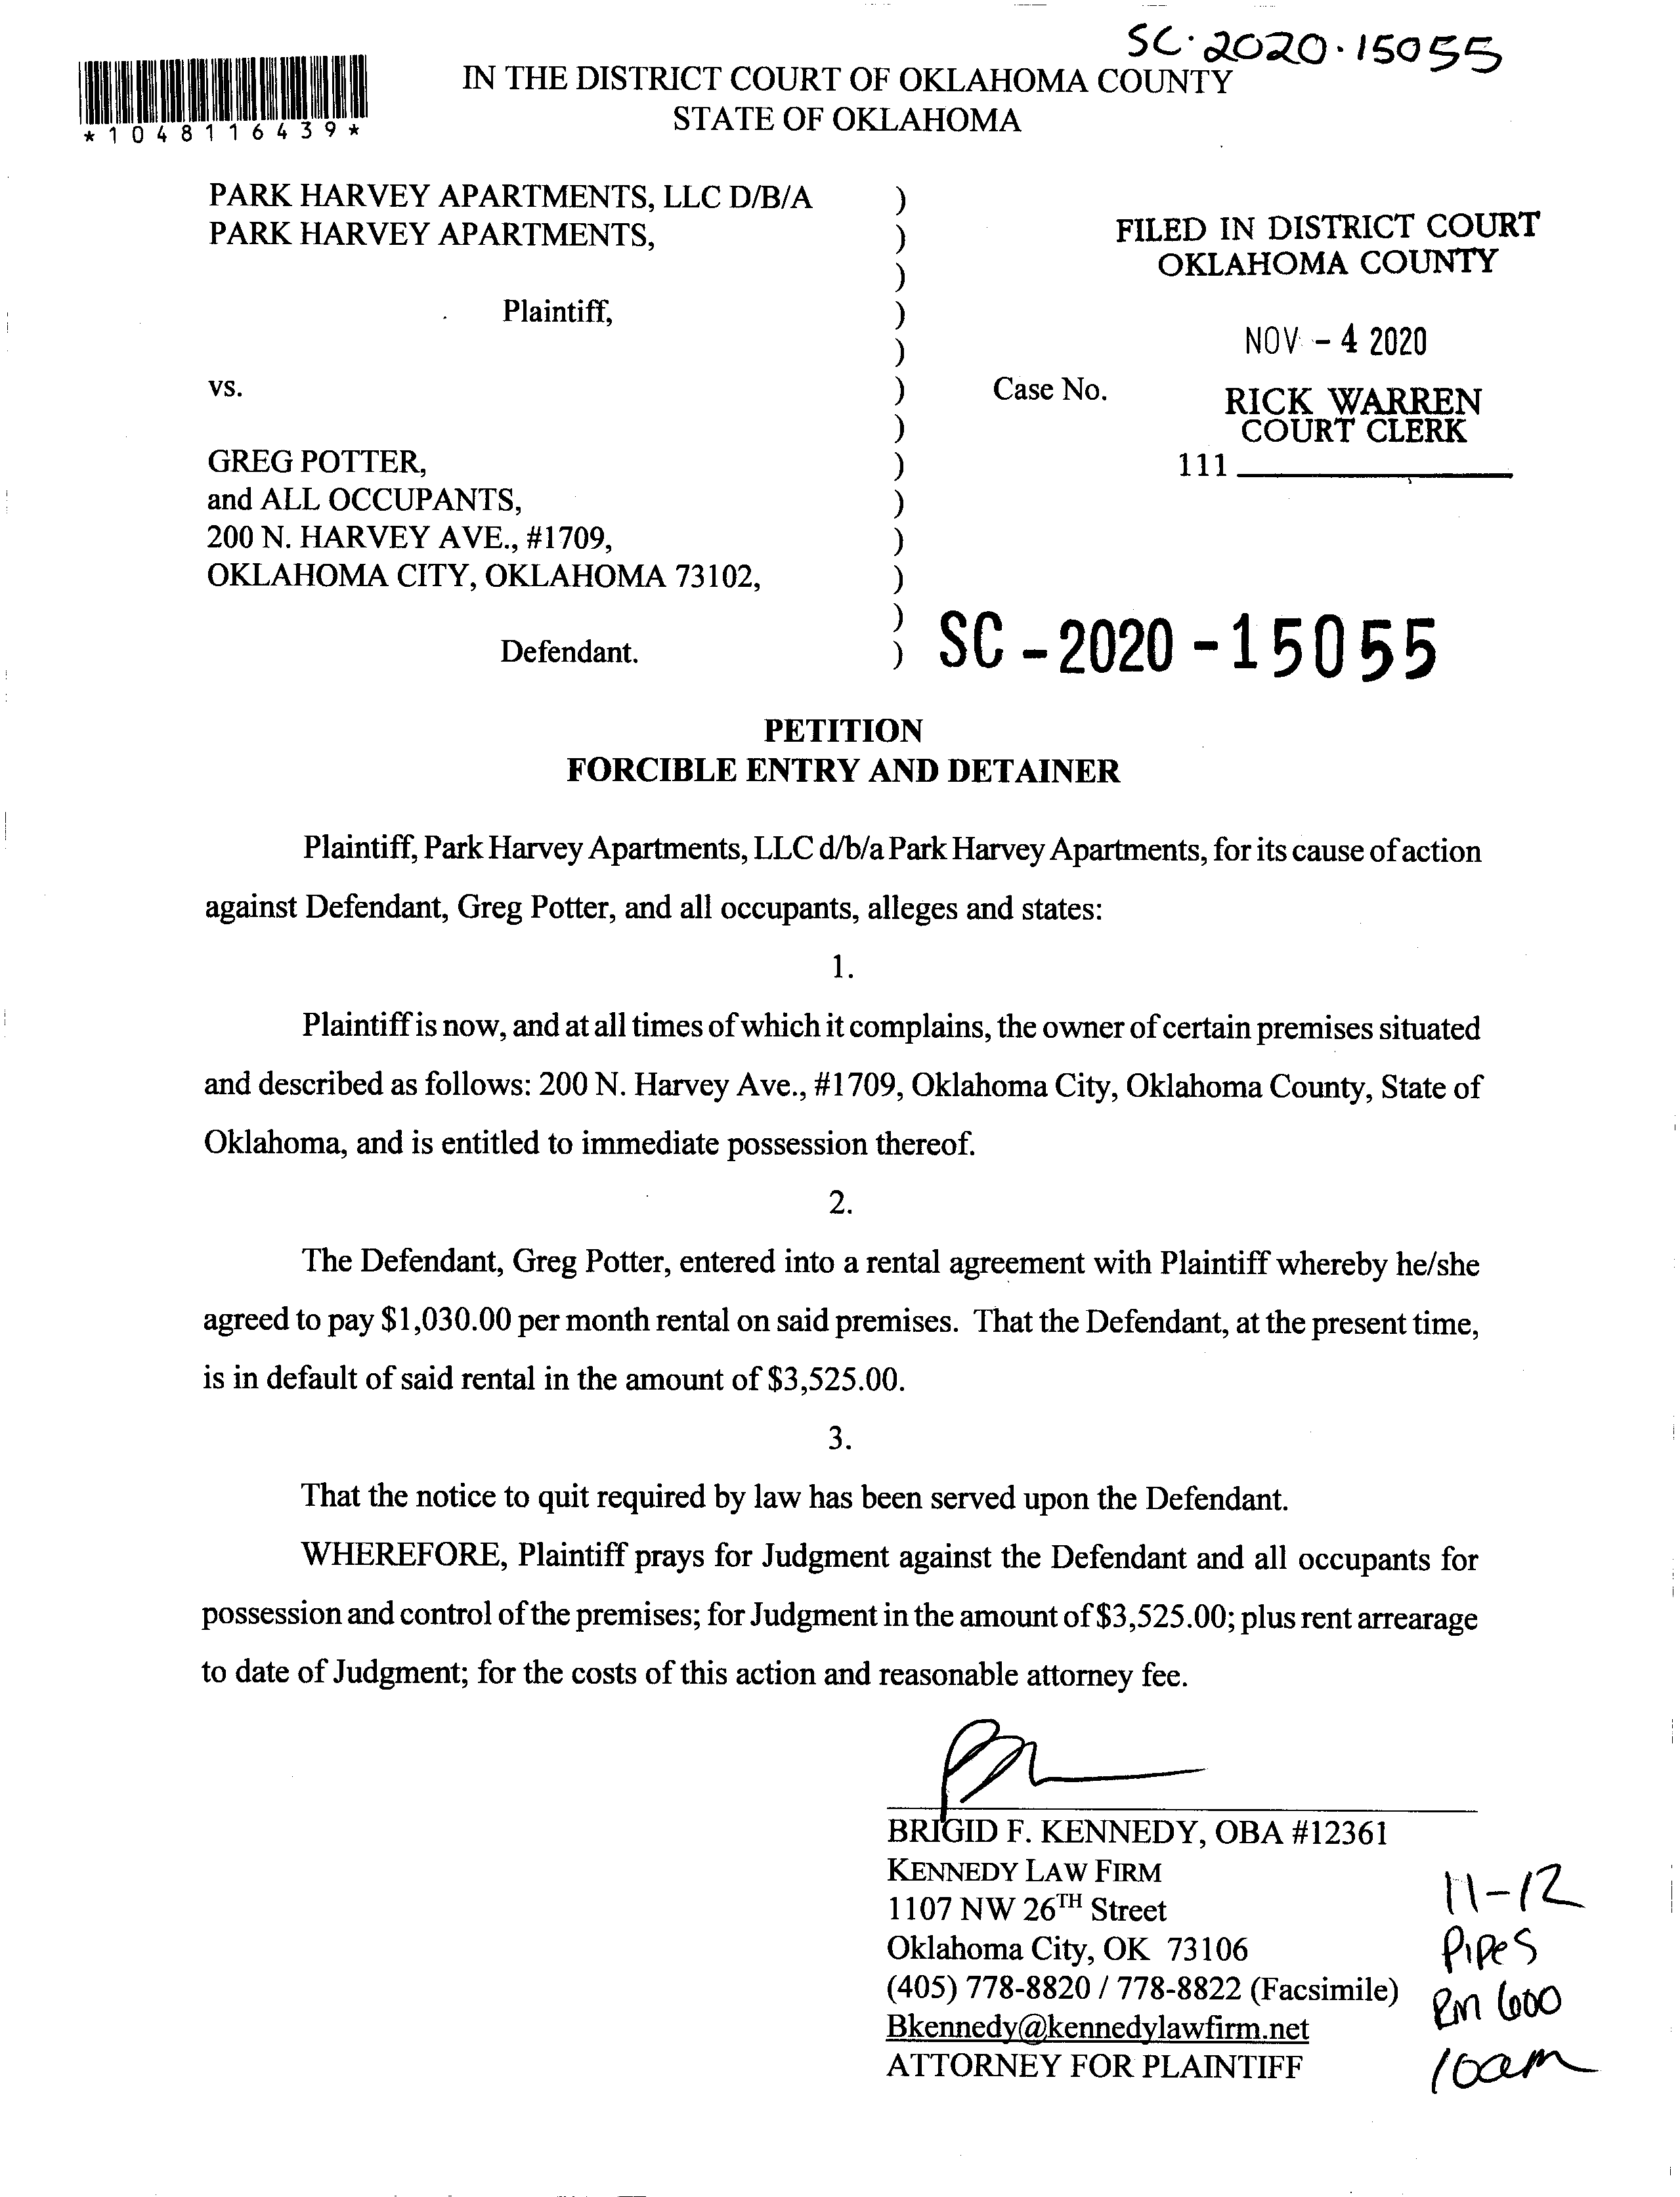 SC·2020·15055
*1048116439*
IN THE DISTRICT COURT OF OKLAHOMA COUNTY
STATE OF OKLAHOMA
PARK HARVEY APARTMENTS, LLC D/B/A )
PARK HARVEY APARTMENTS, )
)
Plaintiff, )
)
vs. ) Case No.
)
GREG POTTER, )
and ALL OCCUPANTS, )
200 N. HARVEY AVE., #1709, )
OKLAHOMA CITY, OKLAHOMA 73102, )
)
Defendant. )
FILED IN DISTRICT COURT
OKLAHOMA COUNTY
NOV - 4 2020
RICK WARREN
COURT CLERK
111
SC - 2020 - 15055
PETITION
FORCIBLE ENTRY AND DETAINER
Plaintiff, Park Harvey Apartments, LLC d/b/a Park Harvey Apartments, for its cause of action
against Defendant, Greg Potter, and all occupants, alleges and states:
1.
Plaintiff is now, and at all times of which it complains, the owner of certain premises situated
and described as follows: 200 N. Harvey Ave., #1709, Oklahoma City, Oklahoma County, State of
Oklahoma, and is entitled to immediate possession thereof.
2.
The Defendant, Greg Potter, entered into a rental agreement with Plaintiff whereby he/she
agreed to pay $1,030.00 per month rental on said premises. That the Defendant, at the present time,
is in default of said rental in the amount of $3,525.00.
3.
That the notice to quit required by law has been served upon the Defendant.
WHEREFORE, Plaintiff prays for Judgment against the Defendant and all occupants for
possession and control of the premises; for Judgment in the amount of $3,525.00; plus rent arrearage
to date of Judgment; for the costs of this action and reasonable attorney fee.
BRIGID F. KENNEDY, OBA #12361
KENNEDY LAW FIRM
1107 NW 26TH Street
Oklahoma City, OK 73106
(405) 778-8820 / 778-8822 (Facsimile)
Bkennedy@kennedylawfirm.net
ATTORNEY FOR PLAINTIFF
11-12
Pipes
Rm 600
10am